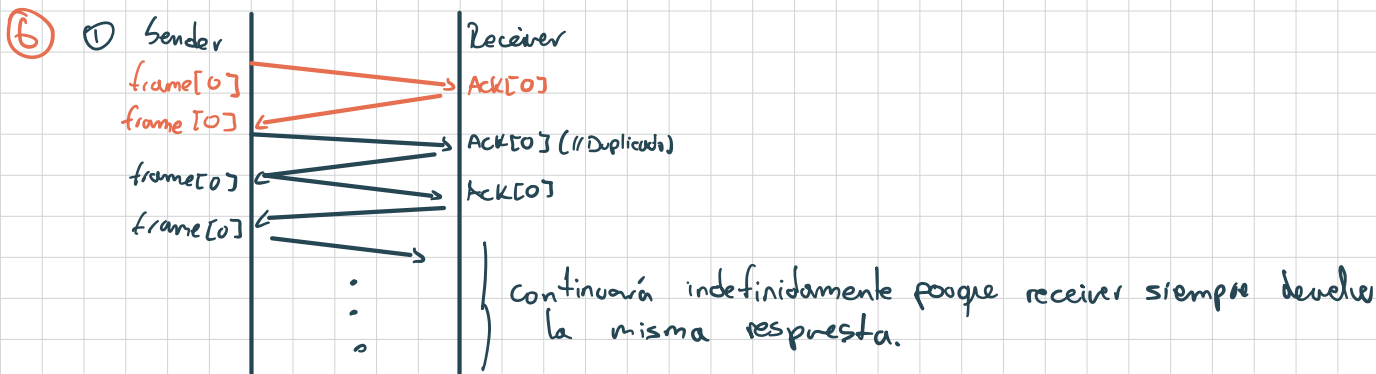 6 1 Sender Receiver
frame[0] Ack[0]
frame[0]
Ack[0] (//Duplicado)
frame[0] Ack[0]
frame[0]
continuará indefinidamente pooque receiver siempre devuelve
la misma respuesta.